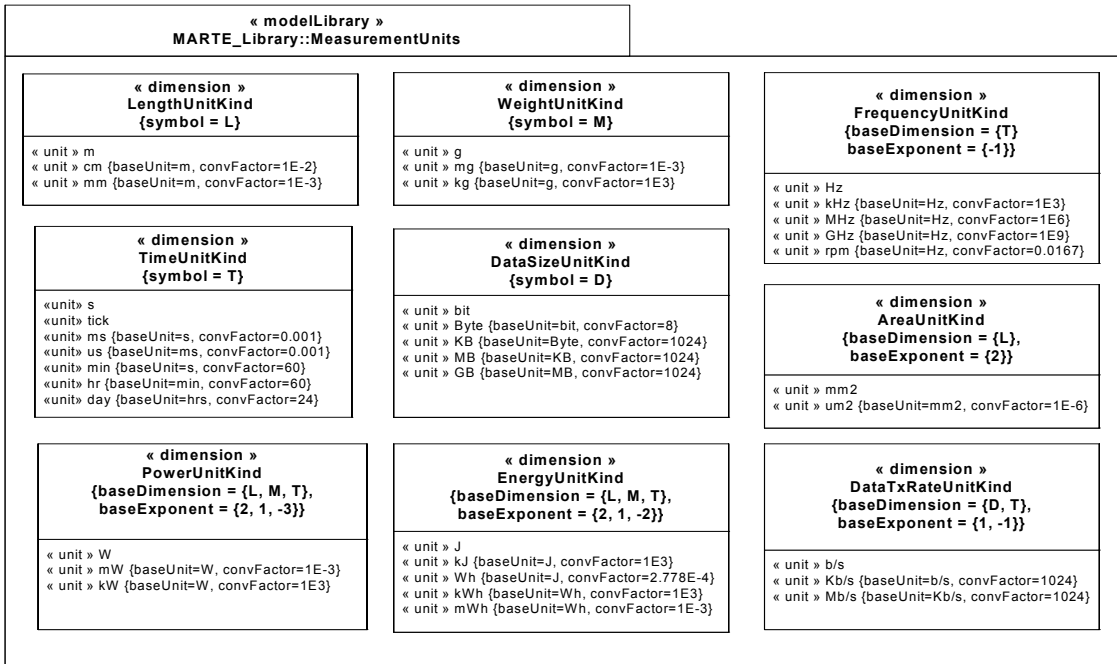 « modelLibrary »
MARTE_Library::MeasurementUnits
« dimension »
LengthUnitKind
{symbol = L}
« unit » m
« unit » cm {baseUnit=m, convFactor=1E-2}
« unit » mm {baseUnit=m, convFactor=1E-3}
« dimension »
WeightUnitKind
{symbol = M}
« unit » g
« unit » mg {baseUnit=g, convFactor=1E-3}
« unit » kg {baseUnit=g, convFactor=1E3}
« dimension »
FrequencyUnitKind
{baseDimension = {T}
baseExponent = {-1}}
« unit » Hz
« unit » kHz {baseUnit=Hz, convFactor=1E3}
« unit » MHz {baseUnit=Hz, convFactor=1E6}
« unit » GHz {baseUnit=Hz, convFactor=1E9}
« unit » rpm {baseUnit=Hz, convFactor=0.0167}
« dimension »
TimeUnitKind
{symbol = T}
«unit» s
«unit» tick
«unit» ms {baseUnit=s, convFactor=0.001}
«unit» us {baseUnit=ms, convFactor=0.001}
«unit» min {baseUnit=s, convFactor=60}
«unit» hr {baseUnit=min, convFactor=60}
«unit» day {baseUnit=hrs, convFactor=24}
« dimension »
DataSizeUnitKind
{symbol = D}
« unit » bit
« unit » Byte {baseUnit=bit, convFactor=8}
« unit » KB {baseUnit=Byte, convFactor=1024}
« unit » MB {baseUnit=KB, convFactor=1024}
« unit » GB {baseUnit=MB, convFactor=1024}
« dimension »
AreaUnitKind
{baseDimension = {L},
baseExponent = {2}}
« unit » mm2
« unit » um2 {baseUnit=mm2, convFactor=1E-6}
« dimension »
PowerUnitKind
{baseDimension = {L, M, T},
baseExponent = {2, 1, -3}}
« unit » W
« unit » mW {baseUnit=W, convFactor=1E-3}
« unit » kW {baseUnit=W, convFactor=1E3}
« dimension »
EnergyUnitKind
{baseDimension = {L, M, T},
baseExponent = {2, 1, -2}}
« unit » J
« unit » kJ {baseUnit=J, convFactor=1E3}
« unit » Wh {baseUnit=J, convFactor=2.778E-4}
« unit » kWh {baseUnit=Wh, convFactor=1E3}
« unit » mWh {baseUnit=Wh, convFactor=1E-3}
« dimension »
DataTxRateUnitKind
{baseDimension = {D, T},
baseExponent = {1, -1}}
« unit » b/s
« unit » Kb/s {baseUnit=b/s, convFactor=1024}
« unit » Mb/s {baseUnit=Kb/s, convFactor=1024}